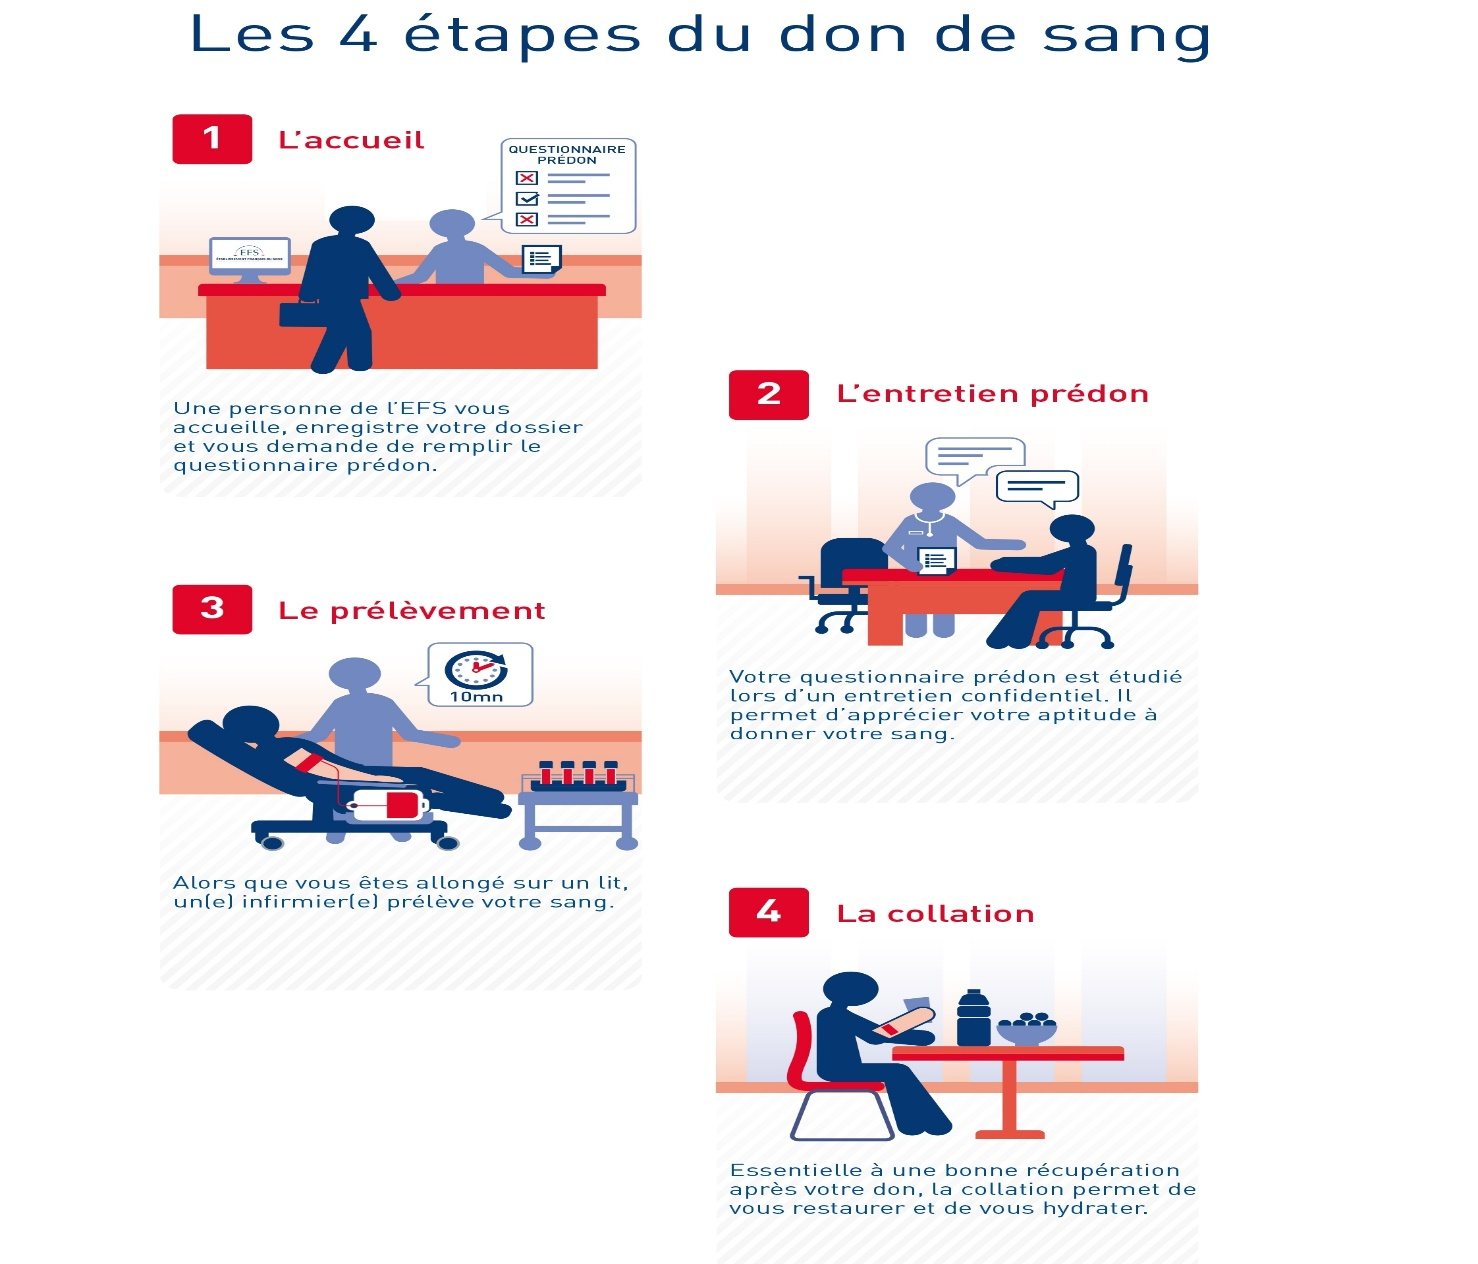 Les 4 étapes du don de sang
1
L'accueil
QUESTIONNAIRE
PRÉDON
EFS
Une personne de l'EFS vous
accueille, enregistre votre dossier
et vous demande de remplir le
questionnaire prédon.
2
L'entretien prédon
Votre questionnaire prédon est étudié
lors d'un entretien confidentiel. Il
permet d'apprécier votre aptitude à
donner votre sang.
3
Le prélèvement
10mn
Alors que vous êtes allongé sur un lit,
un(e) infirmier(e) prélève votre sang.
4
La collation
Essentielle à une bonne récupération
après votre don, la collation permet de
vous restaurer et de vous hydrater.